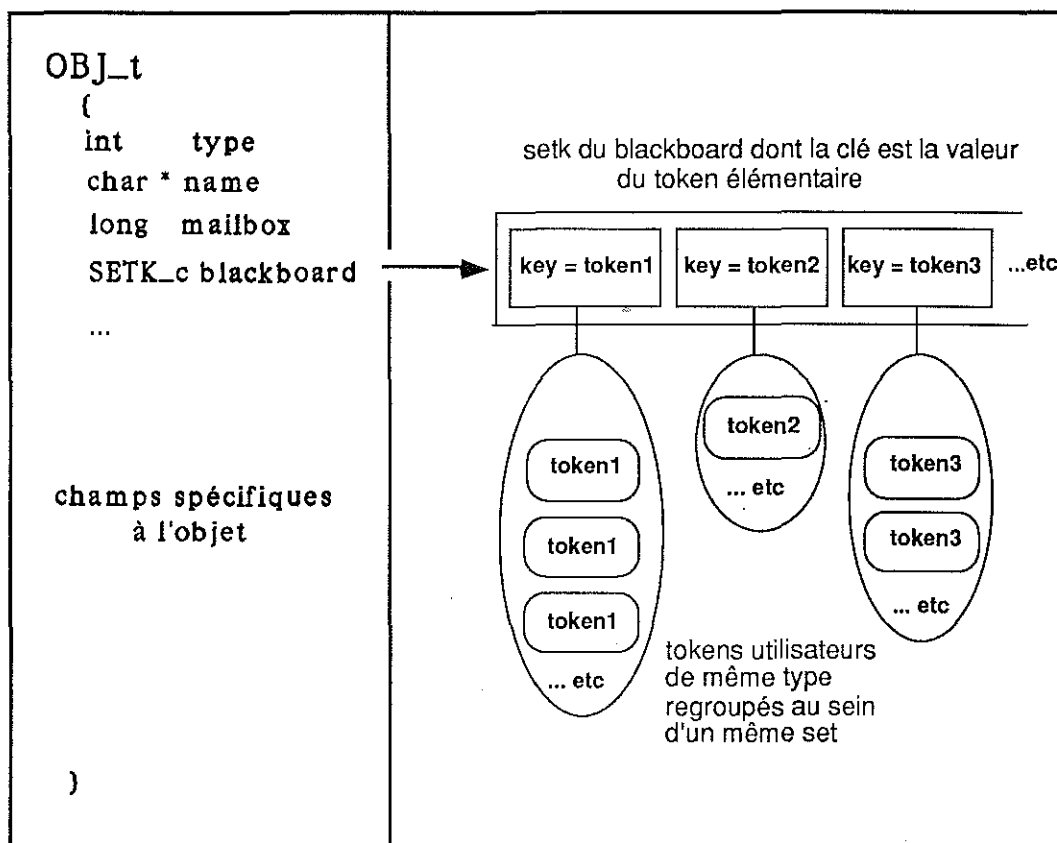 OBJ_t
{
int type
char * name
long mailbox
SETK_c blackboard
...
champs spécifiques
à l'objet
}
setk du blackboard dont la clé est la valeur
du token élémentaire
key = token1
key = token2
key = token3
...etc
token1
token1
token1
... etc
token2
... etc
token3
token3
... etc
tokens utilisateurs
de même type
regroupés au sein
d'un même set